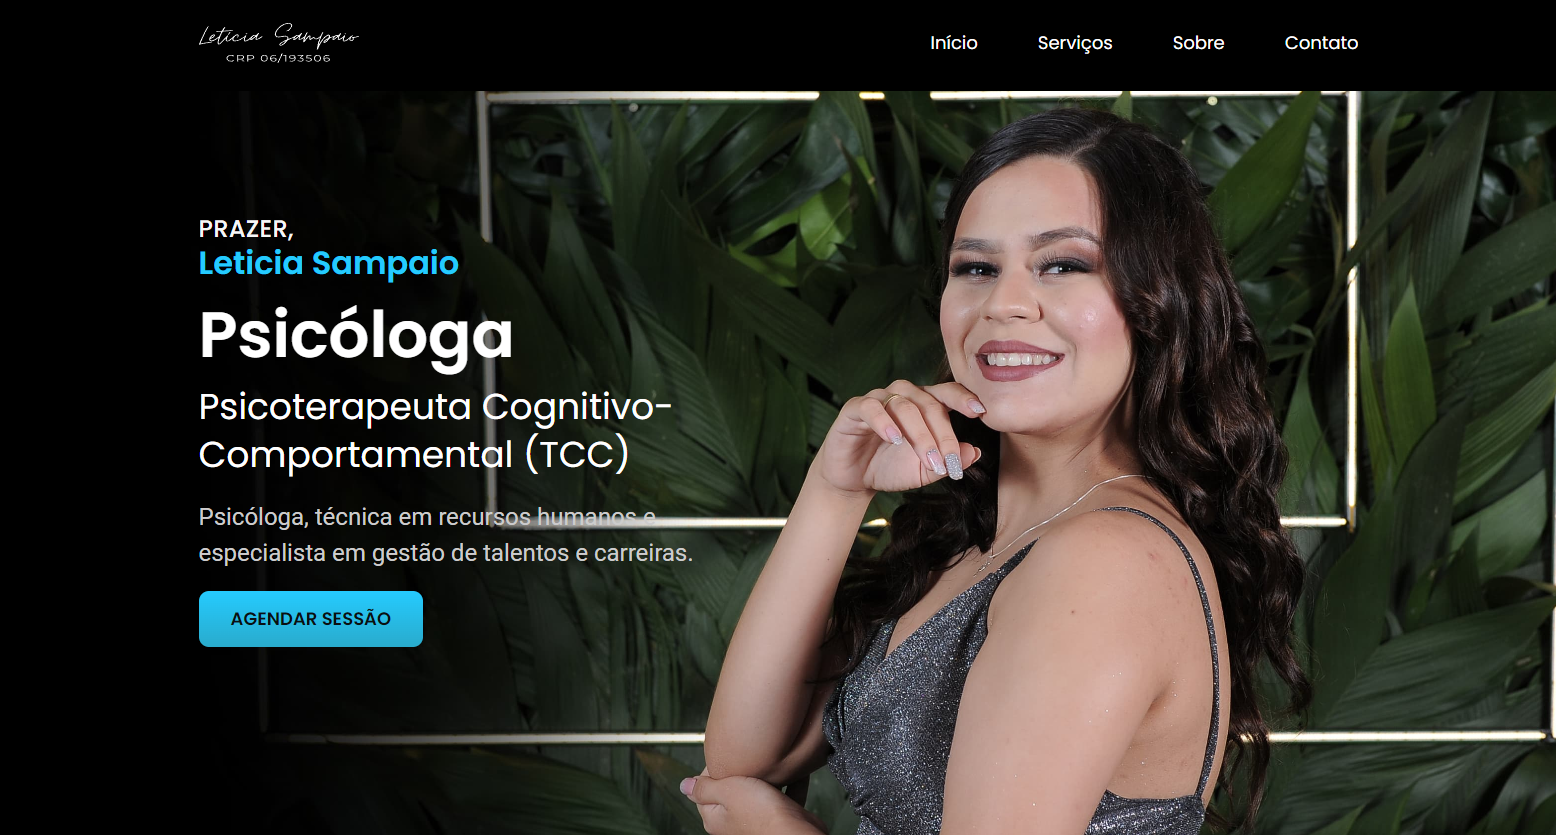 Letícia Sampaio
CRP 06/193506
Início
Serviços
Sobre
Contato
PRAZER,
Leticia Sampaio
Psicóloga
Psicoterapeuta Cognitivo-
Comportamental (TCC)
Psicóloga, técnica em recursos humanos e
especialista em gestão de talentos e carreiras.
AGENDAR SESSÃO